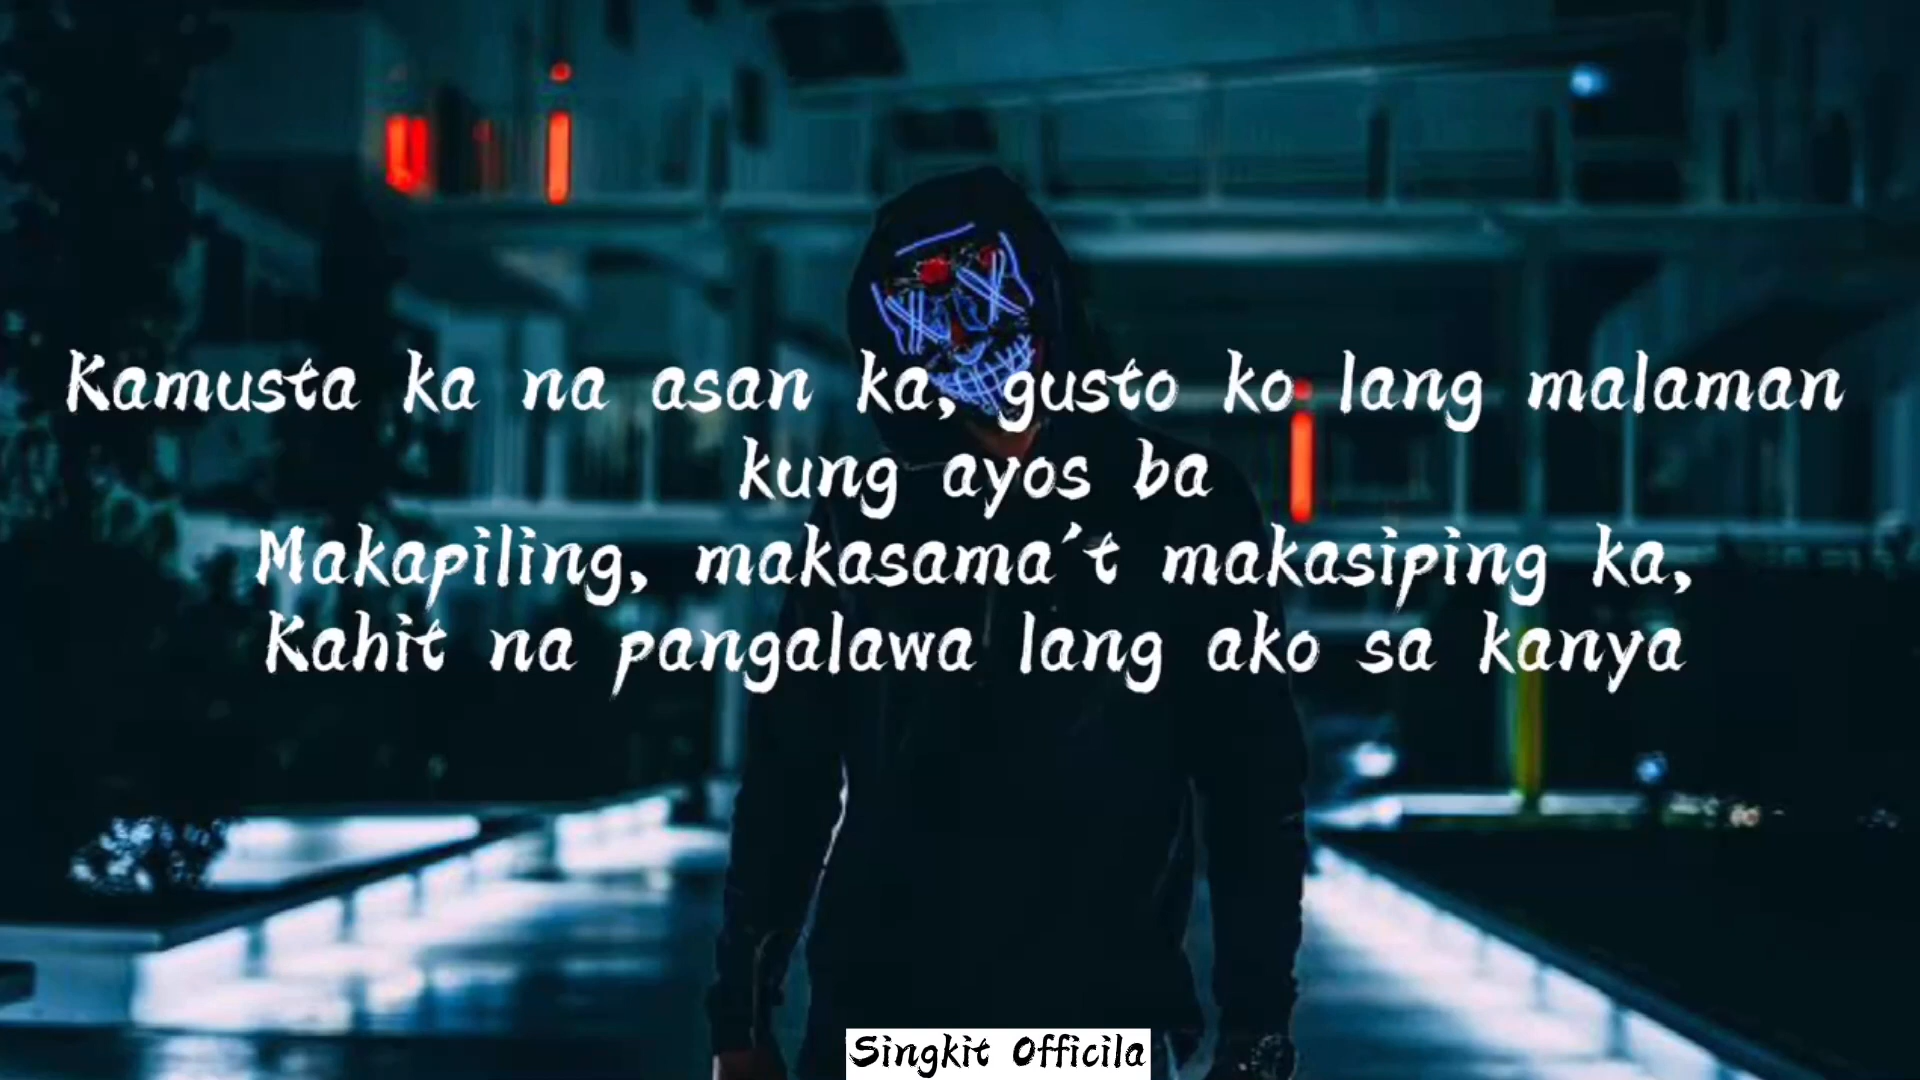 Kamusta ka na asan ka, gusto ko lang malaman
kung ayos ba
Makapiling, makasama't makasiping ka,
Kahit na pangalawa lang ako sa kanya
Singkit Officila